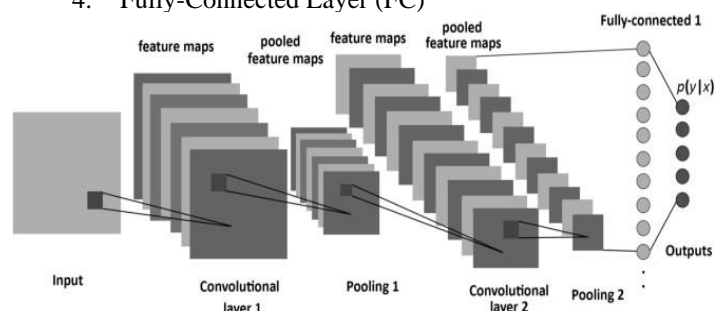 4. Fully-Connected Layer (FC)
Fully-connected 1
feature maps
pooled
feature maps
feature maps
pooled
feature maps
p(y|x)
Outputs
Input
Convolutional
layer 1
Pooling 1
Convolutional
layer 2
Pooling 2